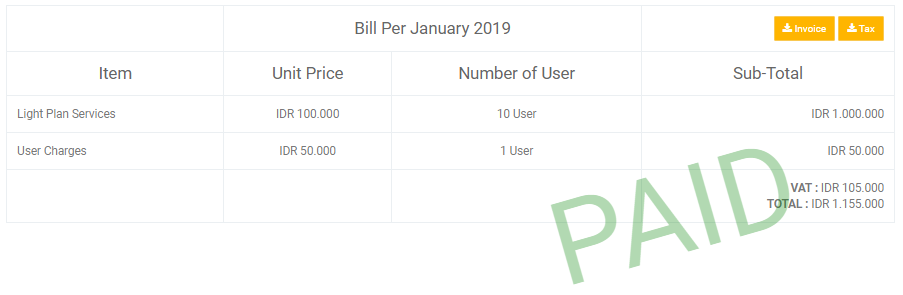 Bill Per January 2019 Invoice Tax
Item Unit Price Number of User Sub-Total
Light Plan Services IDR 100.000 10 User IDR 1.000.000
User Charges IDR 50.000 1 User IDR 50.000
VAT : IDR 105.000
TOTAL : IDR 1.155.000
PAID